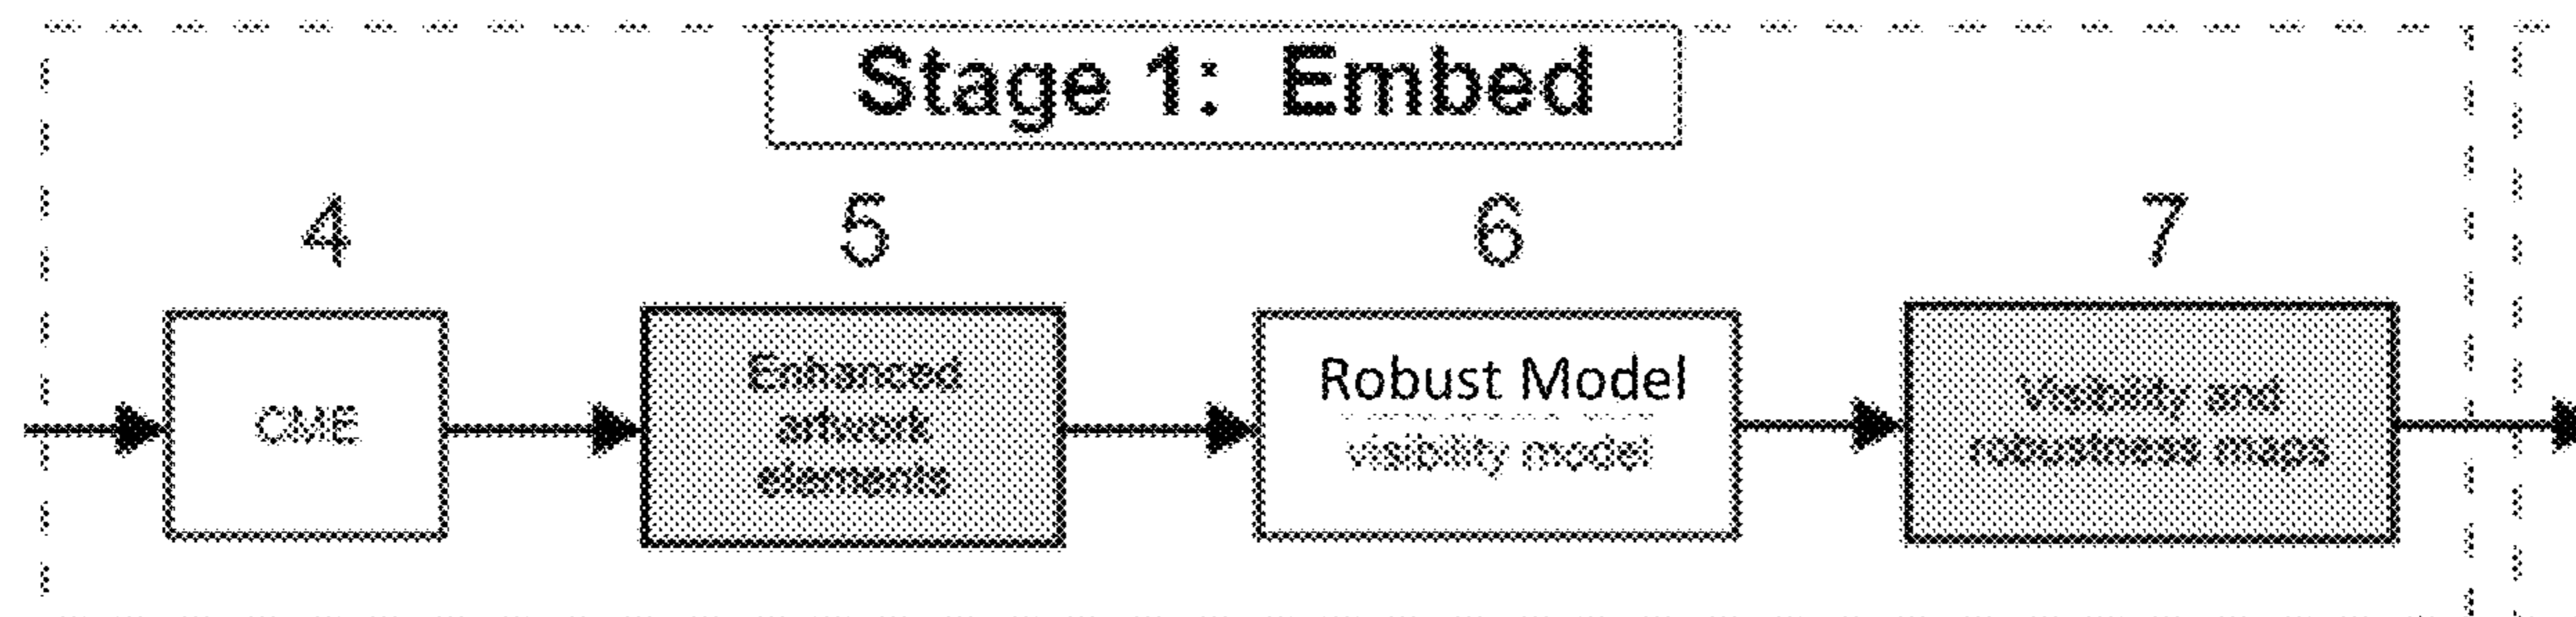 Stage 1: Embed
4
5
6
7
CME
Enhanced
artwork
elements
Robust Model
visibility model
Visibility and
robustness maps